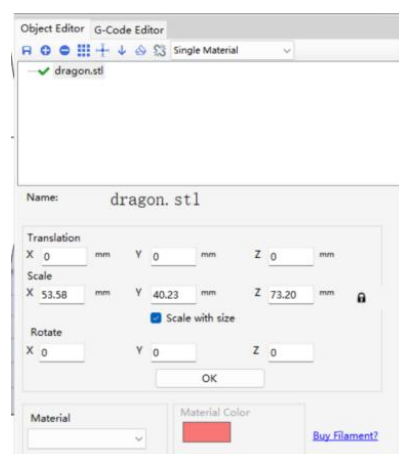 Object Editor G-Code Editor
Single Material
dragon.stl
Name: dragon.stl
Translation
X 0 mm Y 0 mm Z 0 mm
Scale
X 53.58 mm Y 40.23 mm Z 73.20 mm
Scale with size
Rotate
X 0 Y 0 Z 0
OK
Material Material Color
Buy Filament?